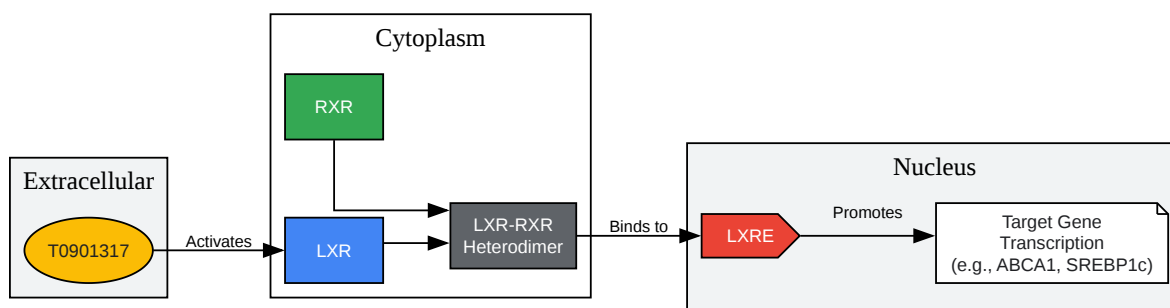 Extracellular
T0901317
Activates
Cytoplasm
RXR
LXR
LXR-RXR
Heterodimer
Binds to
Nucleus
LXRE
Promotes
Target Gene
Transcription
(e.g., ABCA1, SREBP1c)